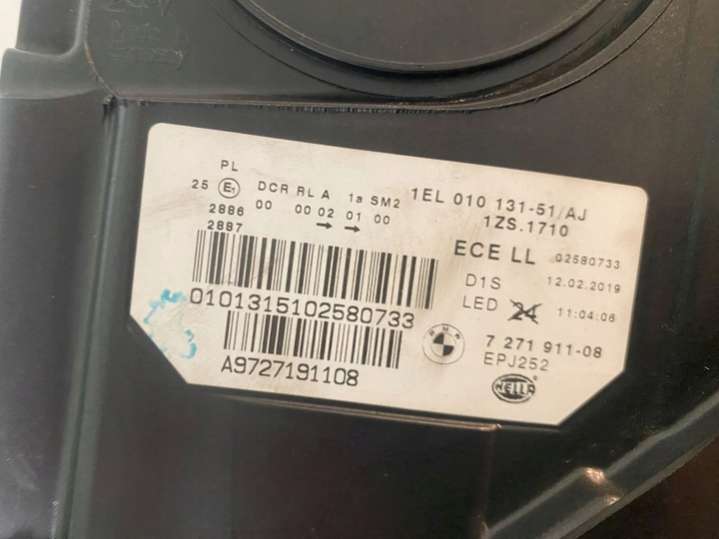 PL
25 E1 DCR RL A 1a SM2
00 00 02 01 00
2886
2887
1EL 010 131-51/AJ
1ZS.1710
ECE LL 02580733
D1S 12.02.2019
LED 24 11:04:06
0101315102580733
BMW
7 271 911-08
EPJ252
A9727191108
HELLA